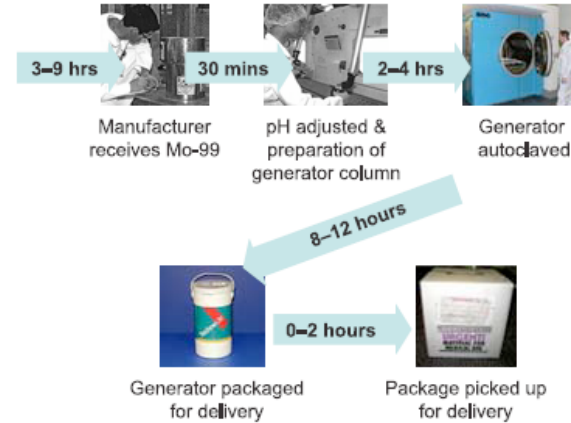 3–9 hrs
30 mins
2–4 hrs
Manufacturer
receives Mo-99
pH adjusted &
preparation of
generator column
Generator
autoclaved
8–12 hours
0–2 hours
URGENT!
Generator packaged
for delivery
Package picked up
for delivery